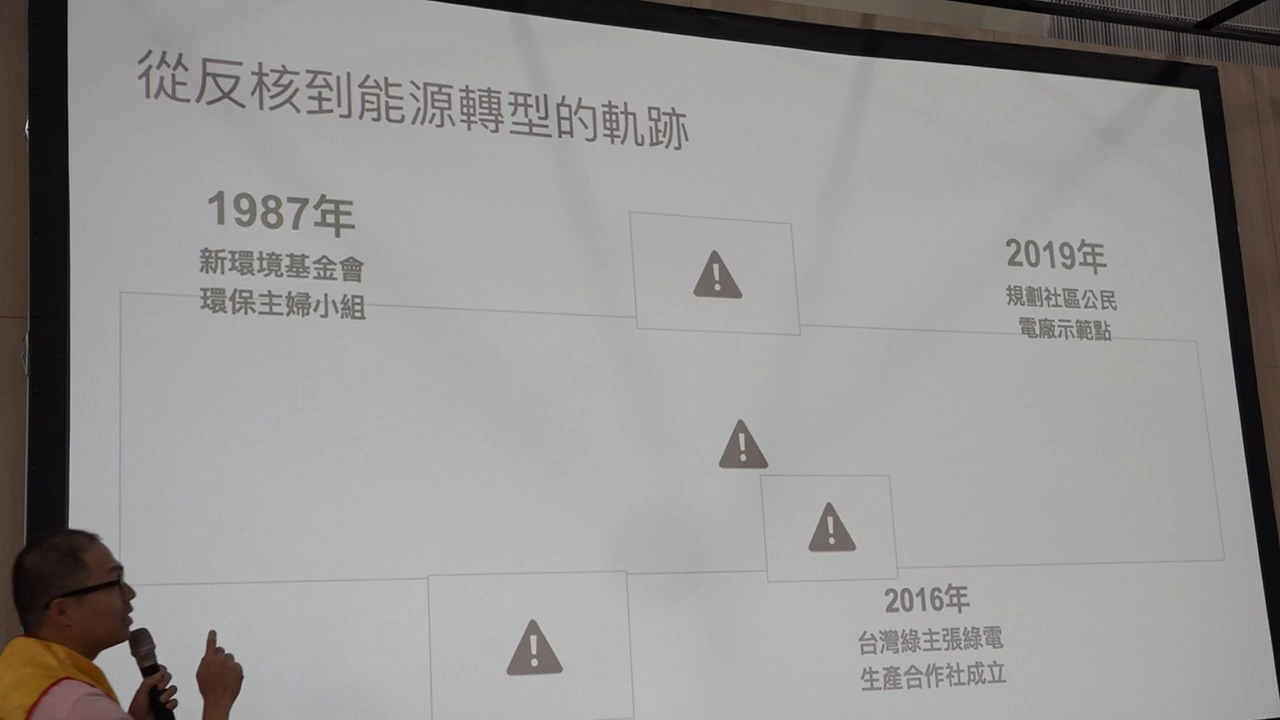 從反核到能源轉型的軌跡
1987年
新環境基金會
環保主婦小組
2019年
規劃社區公民
電廠示範點
2016年
台灣綠主張綠電
生產合作社成立